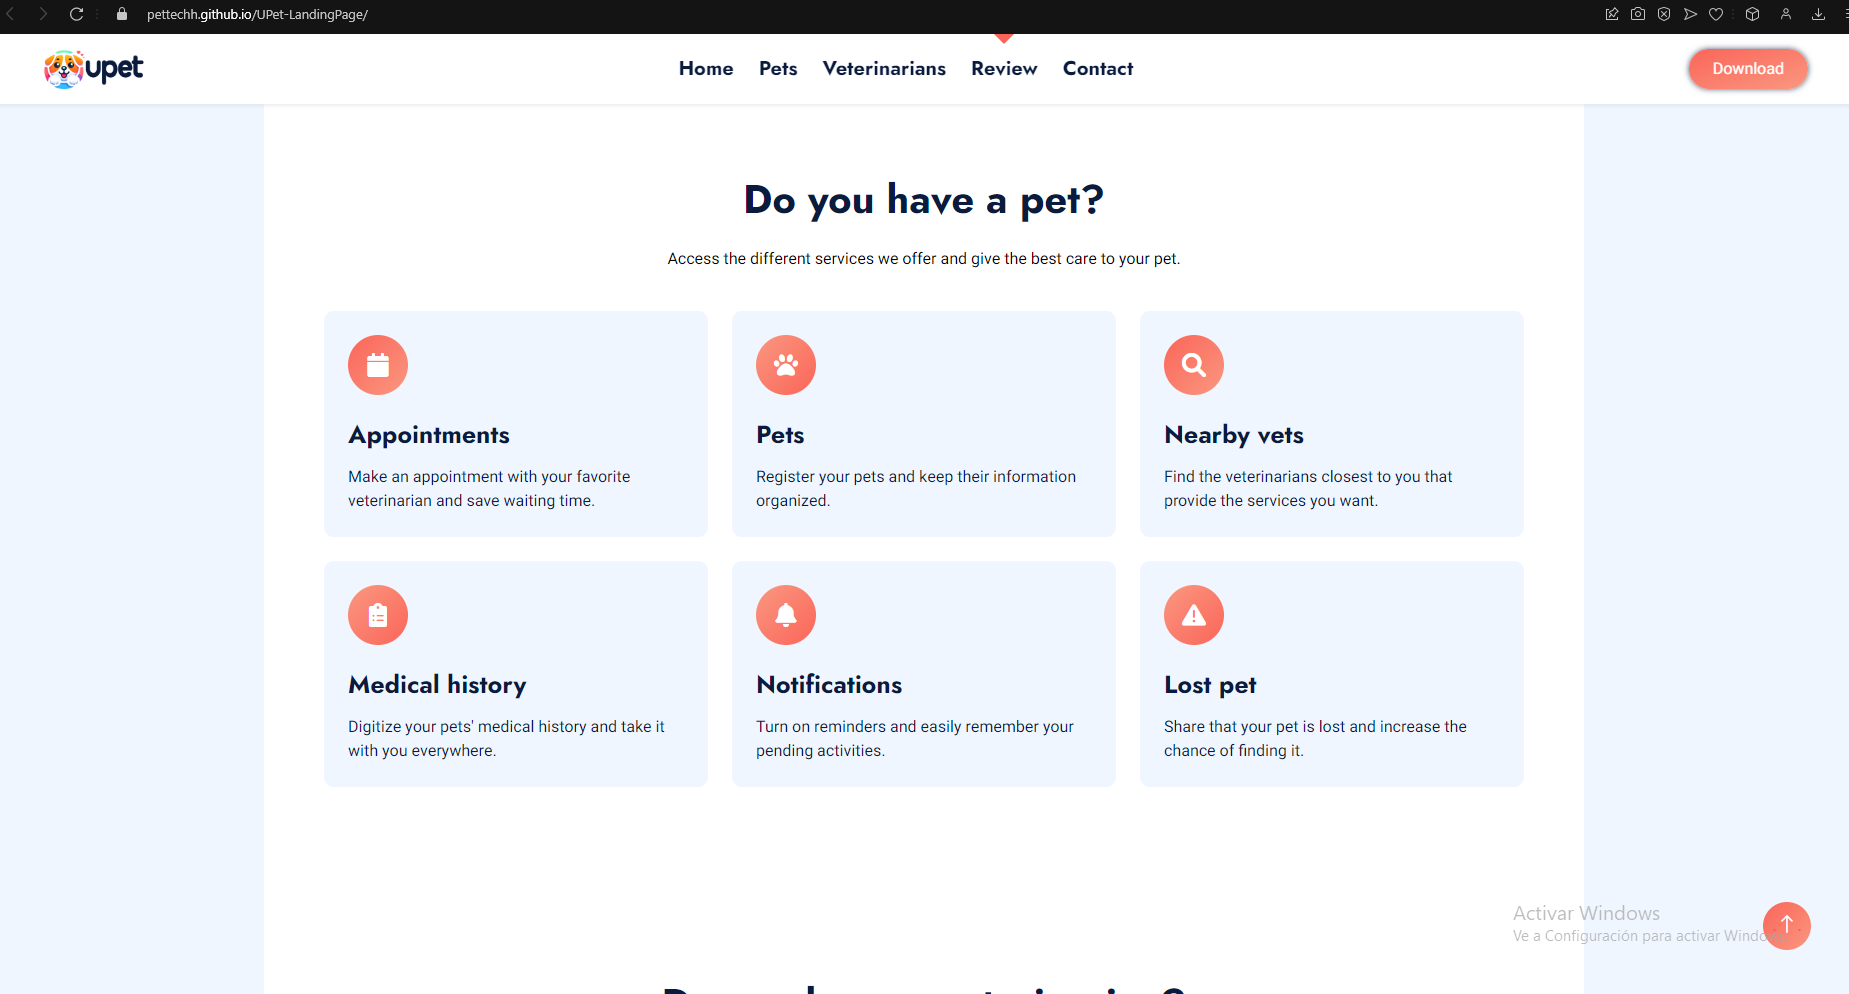 pettechh.github.io/UPet-LandingPage/
upet
Home Pets Veterinarians Review Contact
Download
Do you have a pet?
Access the different services we offer and give the best care to your pet.
Appointments
Make an appointment with your favorite
veterinarian and save waiting time.
Pets
Register your pets and keep their information
organized.
Nearby vets
Find the veterinarians closest to you that
provide the services you want.
Medical history
Digitize your pets' medical history and take it
with you everywhere.
Notifications
Turn on reminders and easily remember your
pending activities.
Lost pet
Share that your pet is lost and increase the
chance of finding it.
Activar Windows
Ve a Configuración para activar Windows